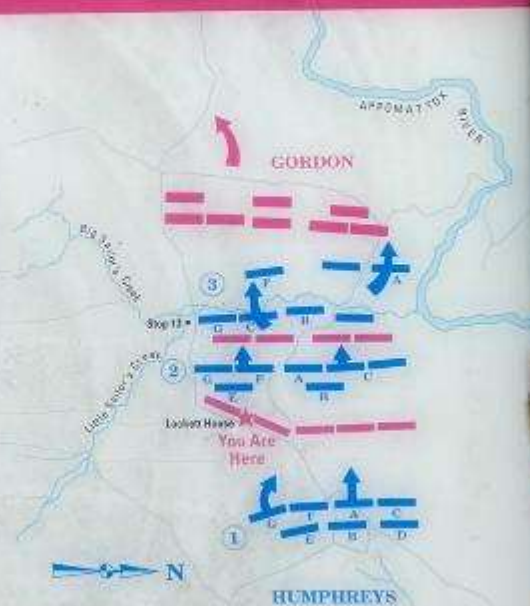 APPOMATTOX RIVER
GORDON
Big Sailor's Creek
A
F
3
Stop 13
G
C
B
2
G
F
A
C
E
B
Little Sailor's Creek
Lockett House
You Are
Here
G
I
A
C
1
E
B
D
N
HUMPHREYS